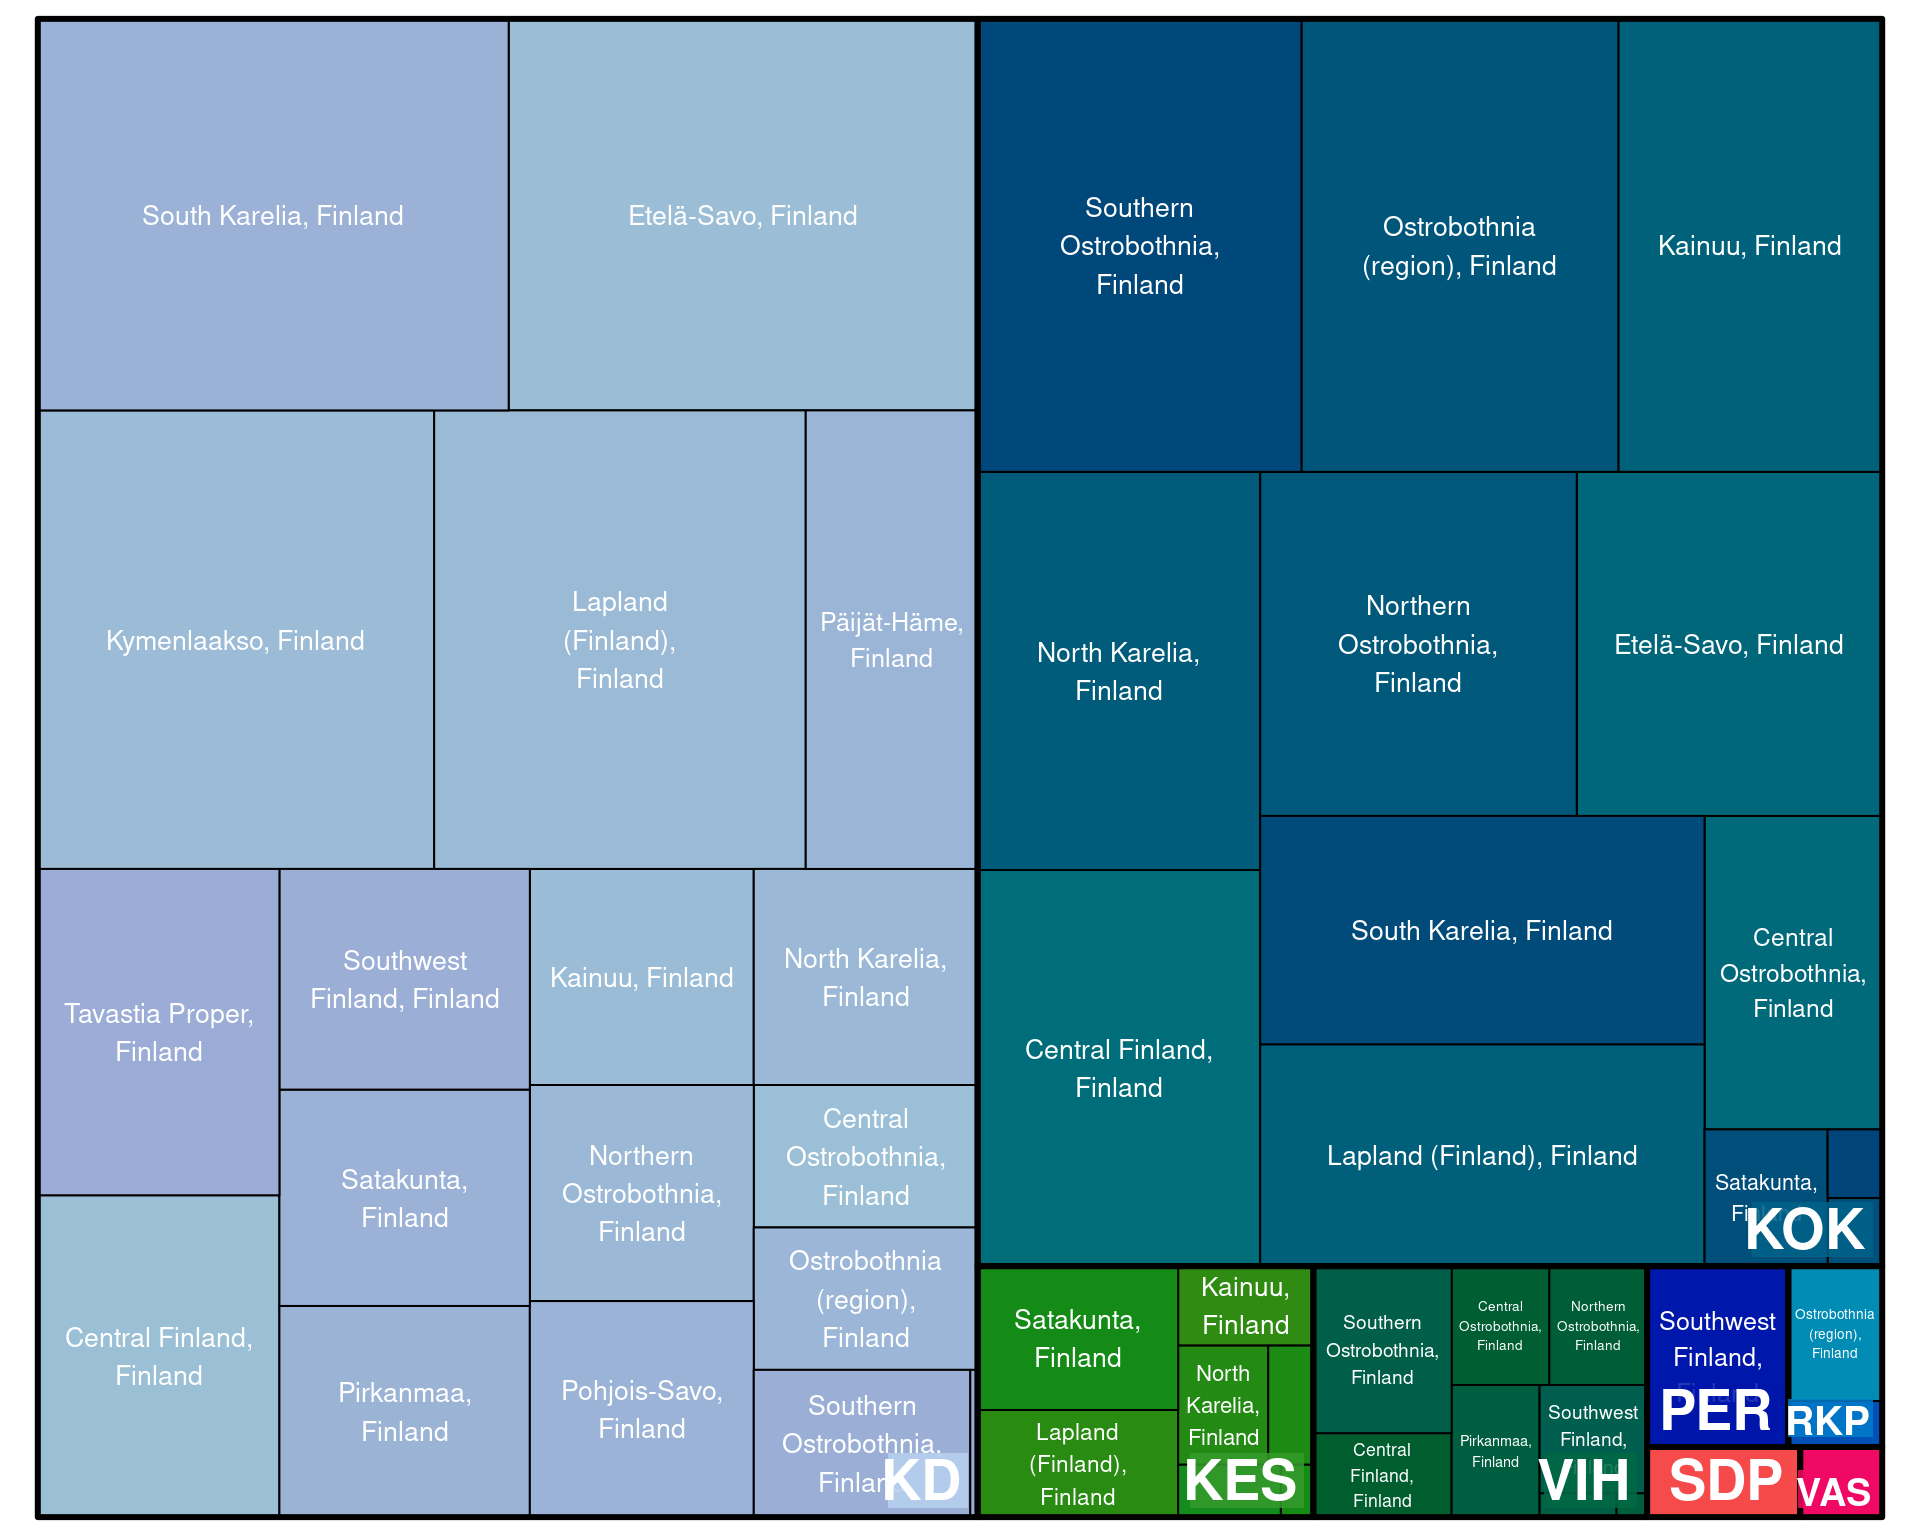 South Karelia, Finland
Etelä-Savo, Finland
Kymenlaakso, Finland
Lapland
(Finland),
Finland
Päijät-Häme,
Finland
Tavastia Proper,
Finland
Southwest
Finland, Finland
Kainuu, Finland
North Karelia,
Finland
Satakunta,
Finland
Northern
Ostrobothnia,
Finland
Central
Ostrobothnia,
Finland
Ostrobothnia
(region),
Finland
Central Finland,
Finland
Pirkanmaa,
Finland
Pohjois-Savo,
Finland
Southern
Ostrobothnia,
Finland
KD
Southern
Ostrobothnia,
Finland
Ostrobothnia
(region), Finland
Kainuu, Finland
North Karelia,
Finland
Northern
Ostrobothnia,
Finland
Etelä-Savo, Finland
Central Finland,
Finland
South Karelia, Finland
Central
Ostrobothnia,
Finland
Lapland (Finland), Finland
Satakunta,
Finland
KOK
Satakunta,
Finland
Kainuu,
Finland
Lapland
(Finland),
Finland
North
Karelia,
Finland
KES
Southern
Ostrobothnia,
Finland
Central
Ostrobothnia,
Finland
Northern
Ostrobothnia,
Finland
Central
Finland,
Finland
Pirkanmaa,
Finland
Southwest
Finland,
Finland
VIH
Southwest
Finland,
Finland
PER
Ostrobothnia
(region),
Finland
RKP
SDP
VAS